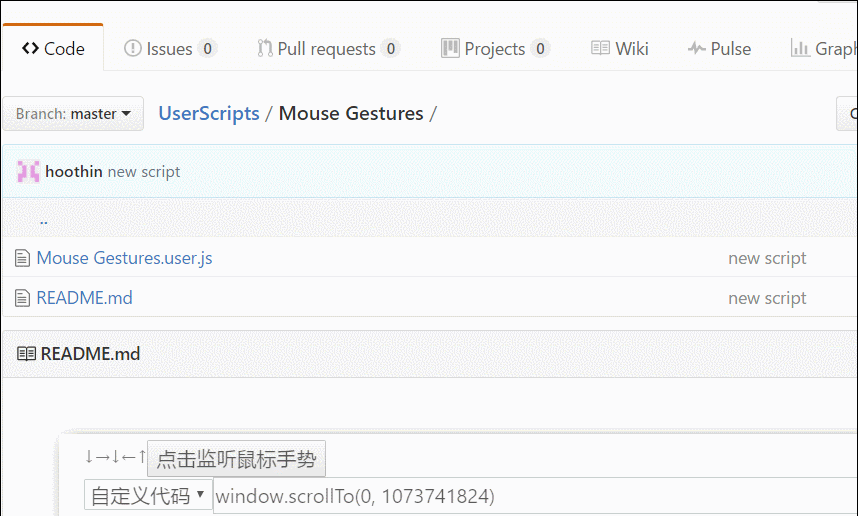 Code Issues 0 Pull requests 0 Projects 0 Wiki Pulse Graph
Branch: master UserScripts / Mouse Gestures /
hoothin new script
..
Mouse Gestures.user.js new script
README.md new script
README.md
↓→↓←↑ 点击监听鼠标手势
自定义代码 window.scrollTo(0, 1073741824)